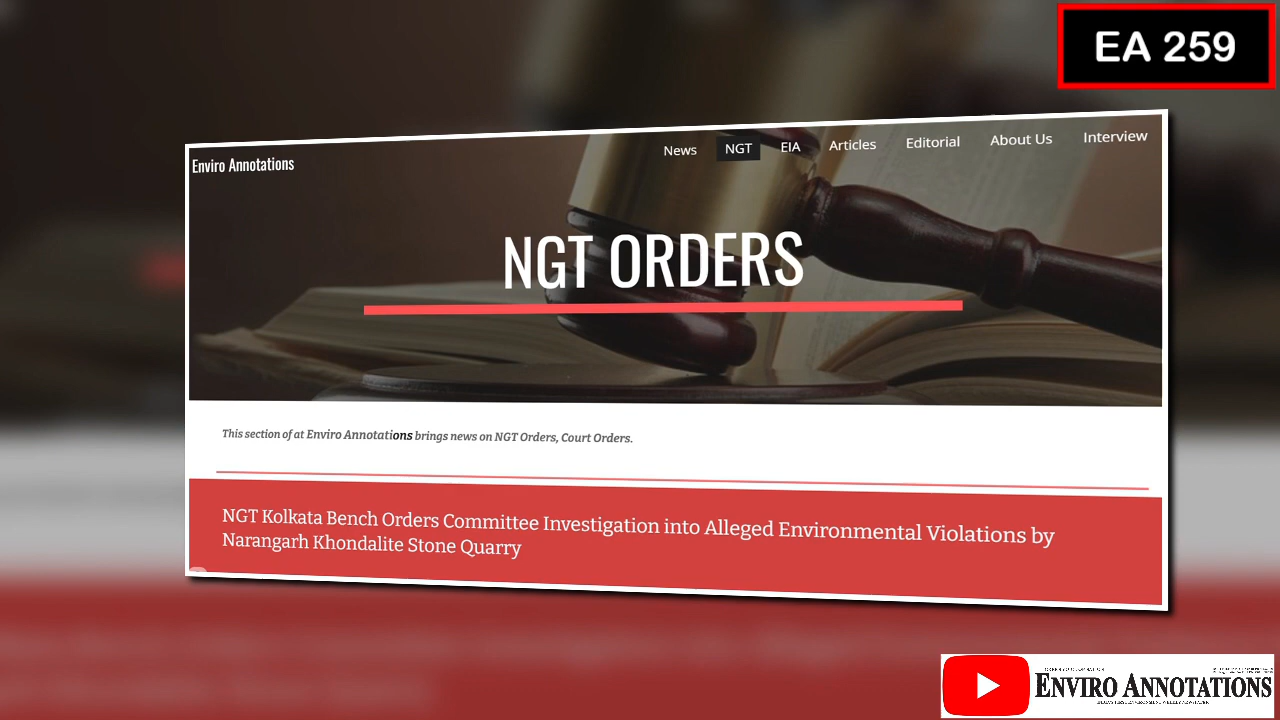 EA 259
Enviro Annotations
News NGT EIA Articles Editorial About Us Interview
NGT ORDERS
This section of at Enviro Annotations brings news on NGT Orders, Court Orders.
NGT Kolkata Bench Orders Committee Investigation into Alleged Environmental Violations by
Narangarh Khondalite Stone Quarry
ENVIRO ANNOTATIONS